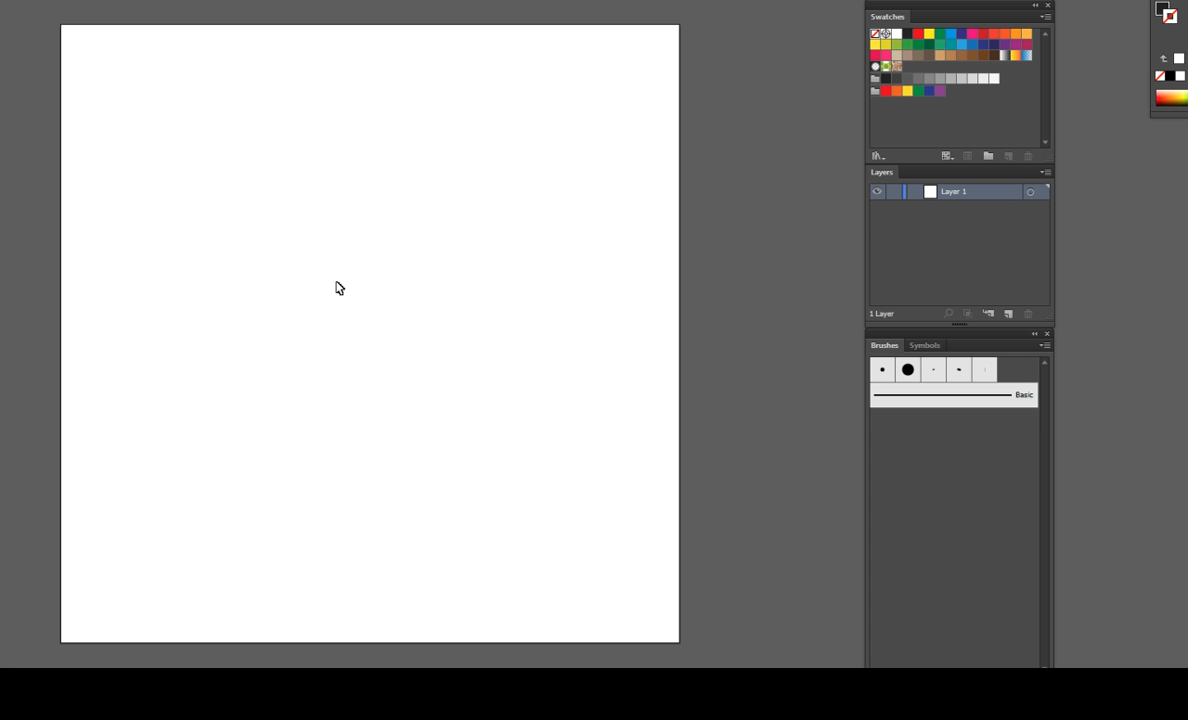 Swatches
Layers
Layer 1
1 Layer
Brushes Symbols
Basic